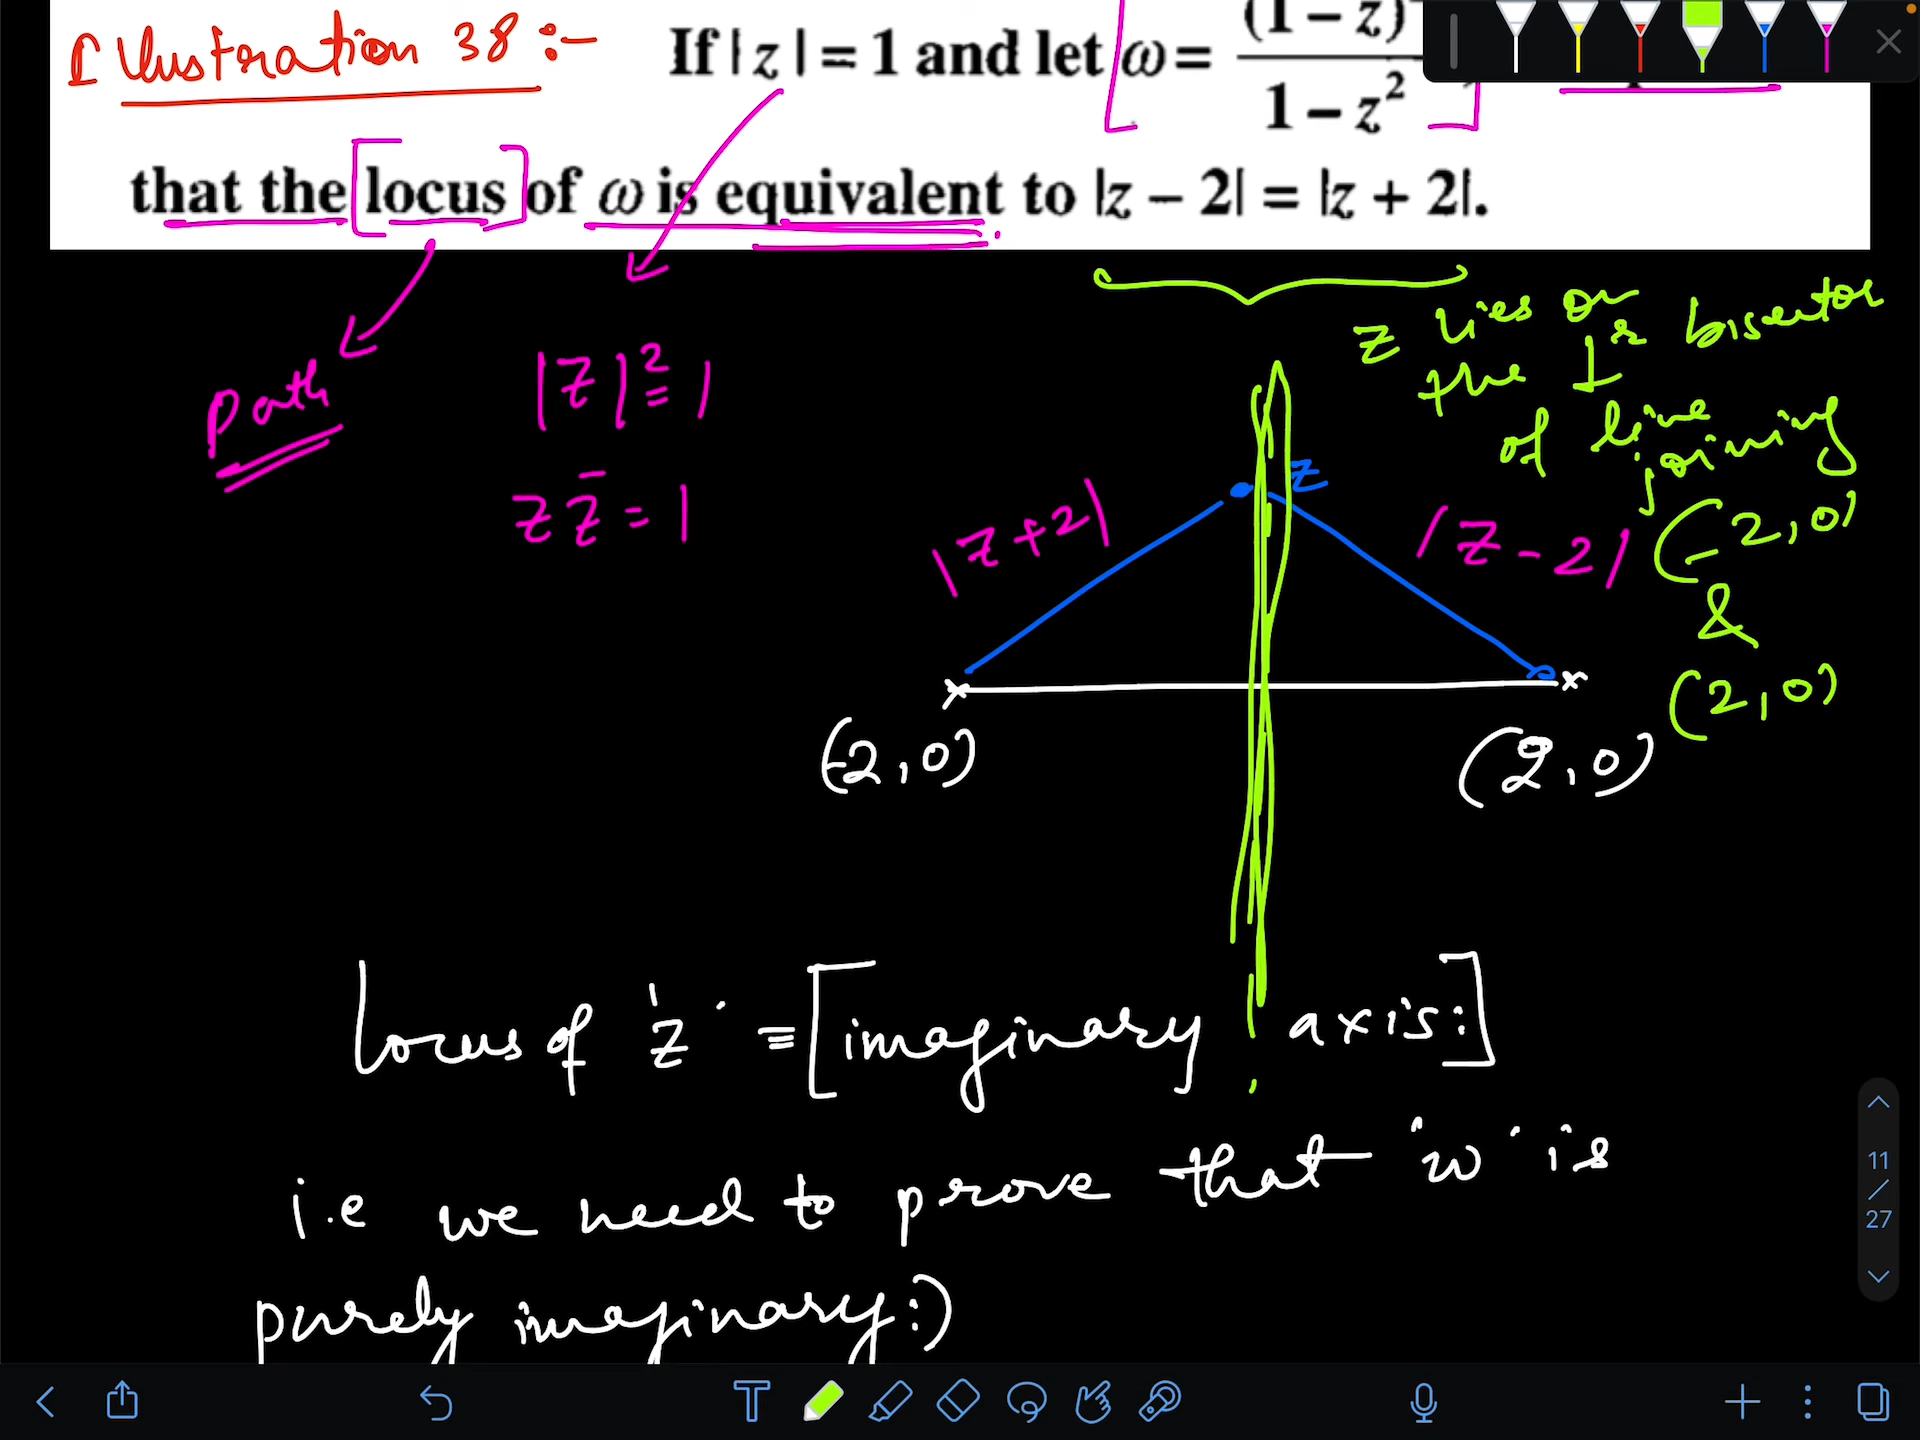 Illustration 38 :-
If | z | = 1 and let ω = (1 – z) / 1 – z²
that the locus of ω is equivalent to |z – 2| = |z + 2|.
Path
|z|² = 1
z z̄ = 1
z lies on
the ⊥r bisector
of line
joining
(-2,0)
&
(2,0)
z
|z+2|
|z-2|
(-2,0)
(2,0)
Locus of 'z' ≡ [imaginary axis:]
i.e we need to prove that 'w' is
purely imaginary:)
11
/
27
T